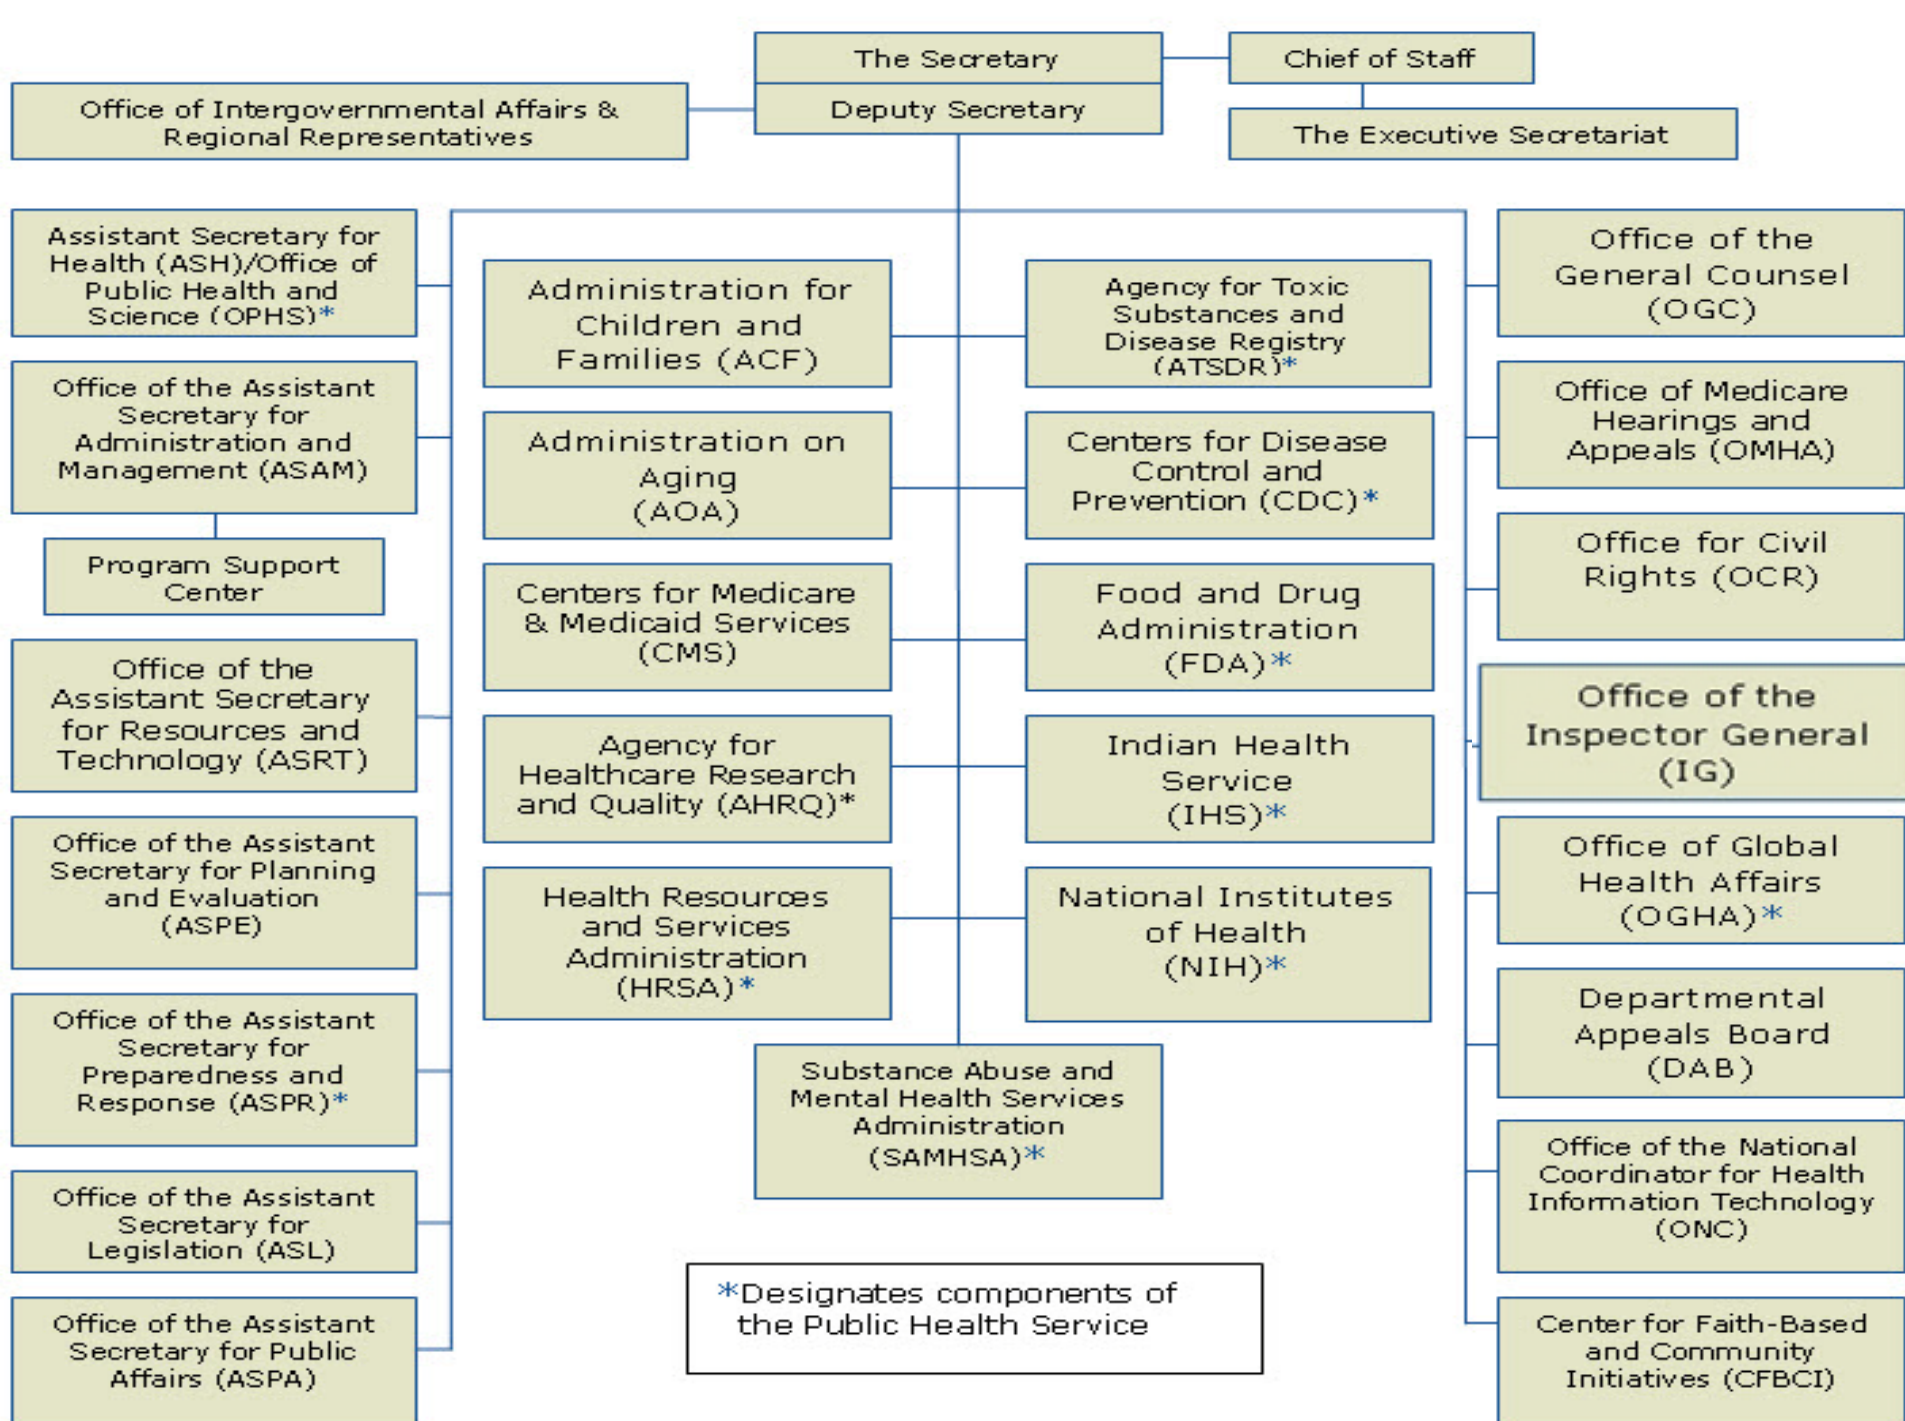 The Secretary
Deputy Secretary
Chief of Staff
The Executive Secretariat
Office of Intergovernmental Affairs &
Regional Representatives
Assistant Secretary for
Health (ASH)/Office of
Public Health and
Science (OPHS)*
Office of the Assistant
Secretary for
Administration and
Management (ASAM)
Program Support
Center
Office of the
Assistant Secretary
for Resources and
Technology (ASRT)
Office of the Assistant
Secretary for Planning
and Evaluation
(ASPE)
Office of the Assistant
Secretary for
Preparedness and
Response (ASPR)*
Office of the Assistant
Secretary for
Legislation (ASL)
Office of the Assistant
Secretary for Public
Affairs (ASPA)
Administration for
Children and
Families (ACF)
Administration on
Aging
(AOA)
Centers for Medicare
& Medicaid Services
(CMS)
Agency for
Healthcare Research
and Quality (AHRQ)*
Health Resources
and Services
Administration
(HRSA)*
Agency for Toxic
Substances and
Disease Registry
(ATSDR)*
Centers for Disease
Control and
Prevention (CDC)*
Food and Drug
Administration
(FDA)*
Indian Health
Service
(IHS)*
National Institutes
of Health
(NIH)*
Substance Abuse and
Mental Health Services
Administration
(SAMHSA)*
Office of the
General Counsel
(OGC)
Office of Medicare
Hearings and
Appeals (OMHA)
Office for Civil
Rights (OCR)
Office of the
Inspector General
(IG)
Office of Global
Health Affairs
(OGHA)*
Departmental
Appeals Board
(DAB)
Office of the National
Coordinator for Health
Information Technology
(ONC)
Center for Faith-Based
and Community
Initiatives (CFBCI)
*Designates components of
the Public Health Service